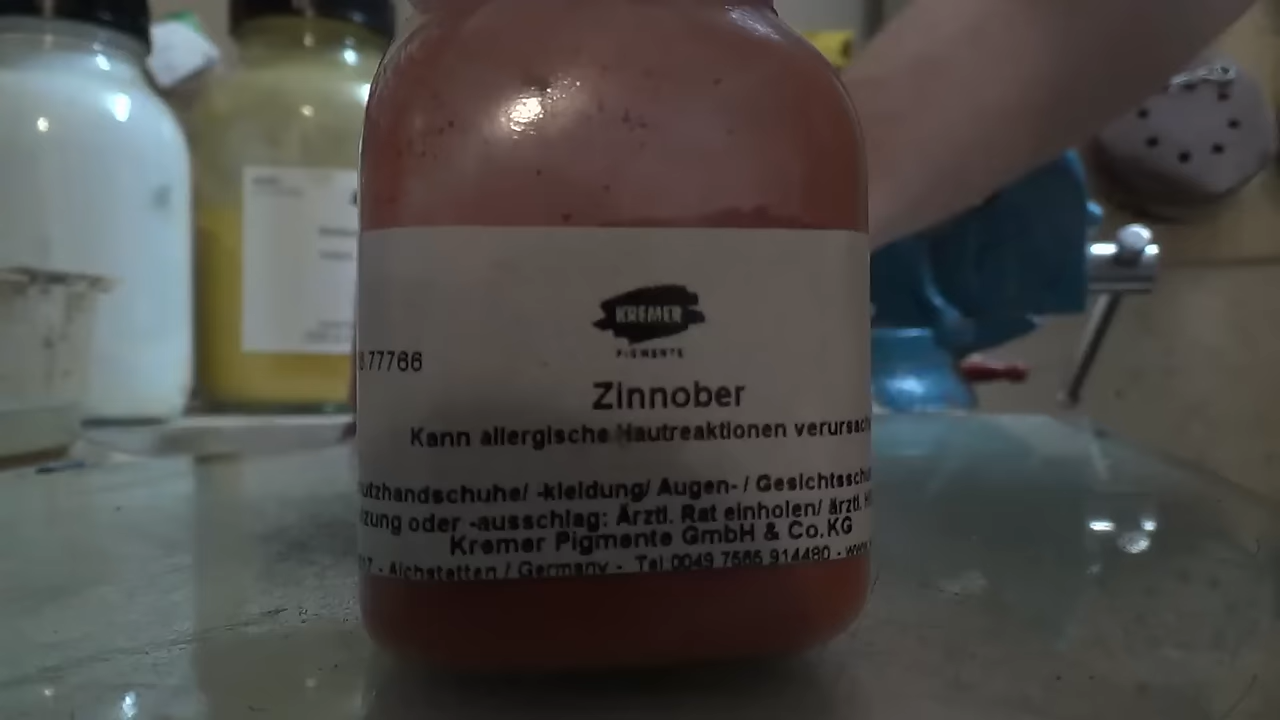 KREMER
PIGMENTE
77766
Zinnober
Kann allergische Hautreaktionen verursac
utzhandschuhe/ -kleidung/ Augen- / Gesichtsschu
zung oder -ausschlag: Ärztl. Rat einholen/ ärztl.
Kremer Pigmente GmbH & Co.KG
- Aichstetten / Germany - Tel:0049 7565 914480 - www